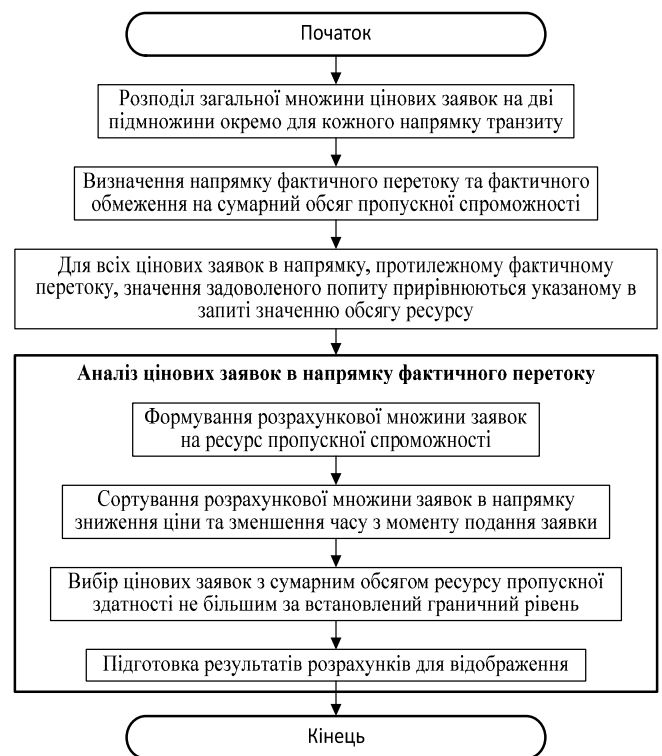 Початок
Розподіл загальної множини цінових заявок на дві
підмножини окремо для кожного напрямку транзиту
Визначення напрямку фактичного перетоку та фактичного
обмеження на сумарний обсяг пропускної спроможності
Для всіх цінових заявок в напрямку, протилежному фактичному
перетоку, значення задоволеного попиту прирівнюються указаному в
запиті значенню обсягу ресурсу
Аналіз цінових заявок в напрямку фактичного перетоку
Формування розрахункової множини заявок
на ресурс пропускної спроможності
Сортування розрахункової множини заявок в напрямку
зниження ціни та зменшення часу з моменту подання заявки
Вибір цінових заявок з сумарним обсягом ресурсу пропускної
здатності не більшим за встановлений граничний рівень
Підготовка результатів розрахунків для відображення
Кінець